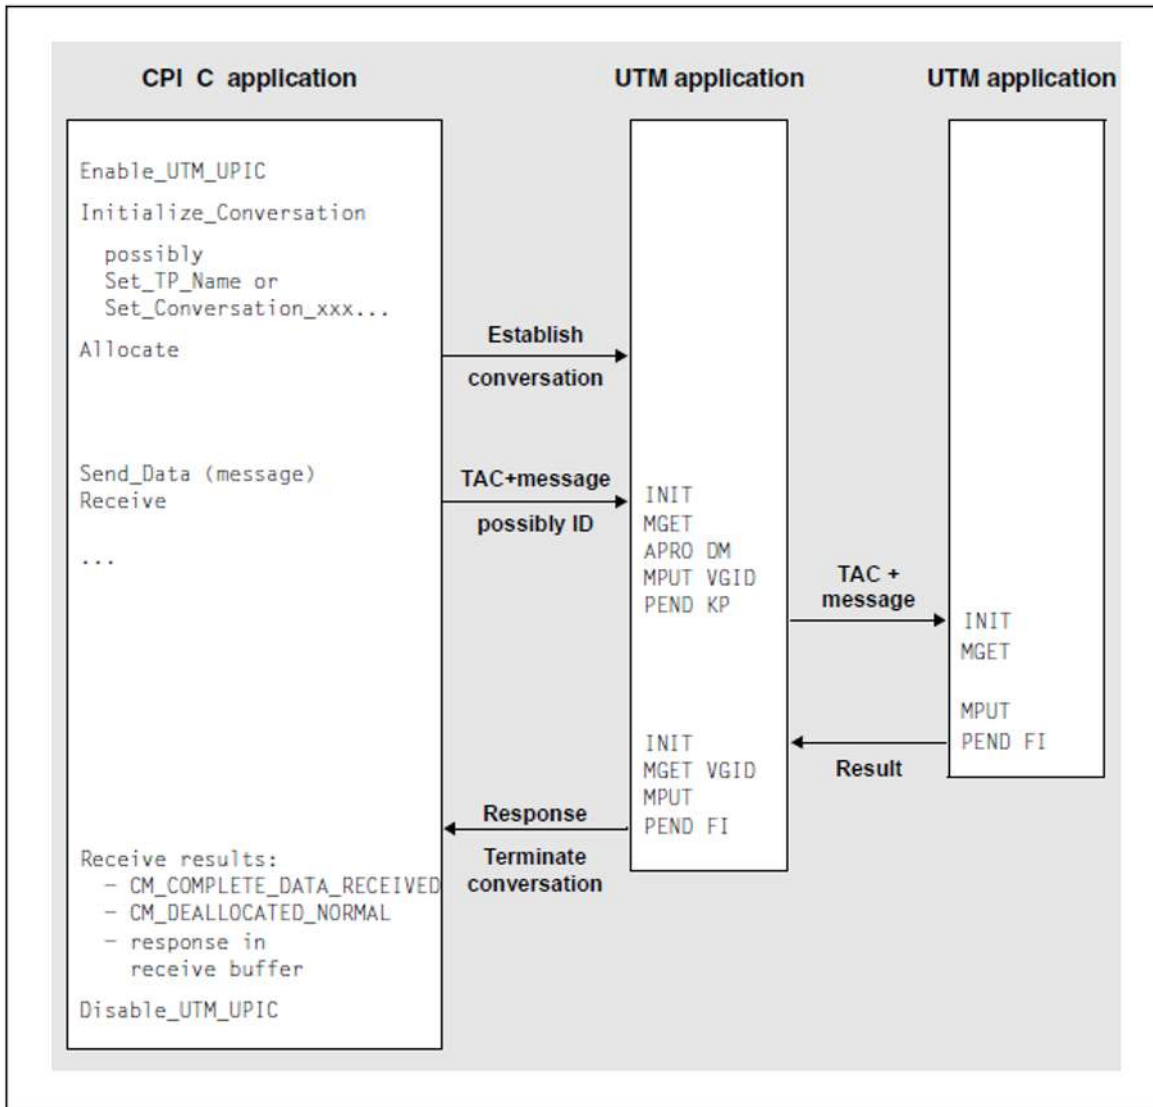 CPI C application
UTM application
UTM application
Enable_UTM_UPIC
Initialize_Conversation
possibly
Set_TP_Name or
Set_Conversation_xxx...
Allocate
Establish
conversation
Send_Data (message)
Receive
...
TAC+message
possibly ID
INIT
MGET
APRO DM
MPUT VGID
PEND KP
TAC +
message
INIT
MGET
MPUT
PEND FI
Result
INIT
MGET VGID
MPUT
PEND FI
Response
Terminate
conversation
Receive results:
– CM_COMPLETE_DATA_RECEIVED
– CM_DEALLOCATED_NORMAL
– response in
receive buffer
Disable_UTM_UPIC